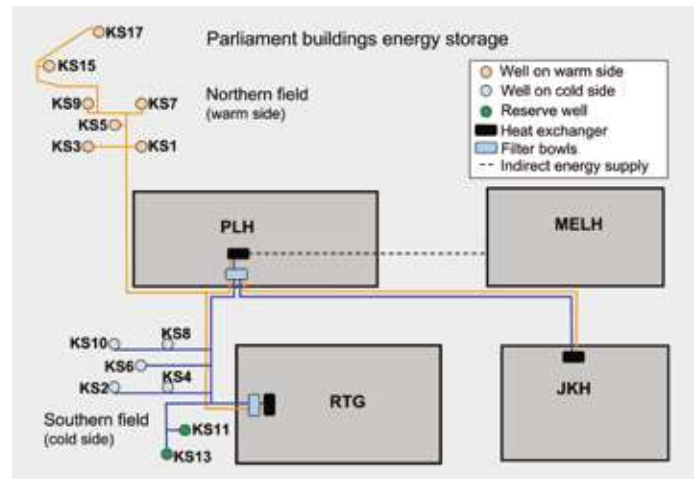 KS17
Parliament buildings energy storage
KS15
Well on warm side
Well on cold side
Reserve well
Heat exchanger
Filter bowls
Indirect energy supply
KS9
KS7
Northern field
(warm side)
KS5
KS3
KS1
PLH
MELH
KS10
KS8
KS6
KS2
KS4
RTG
JKH
Southern field
(cold side)
KS11
KS13